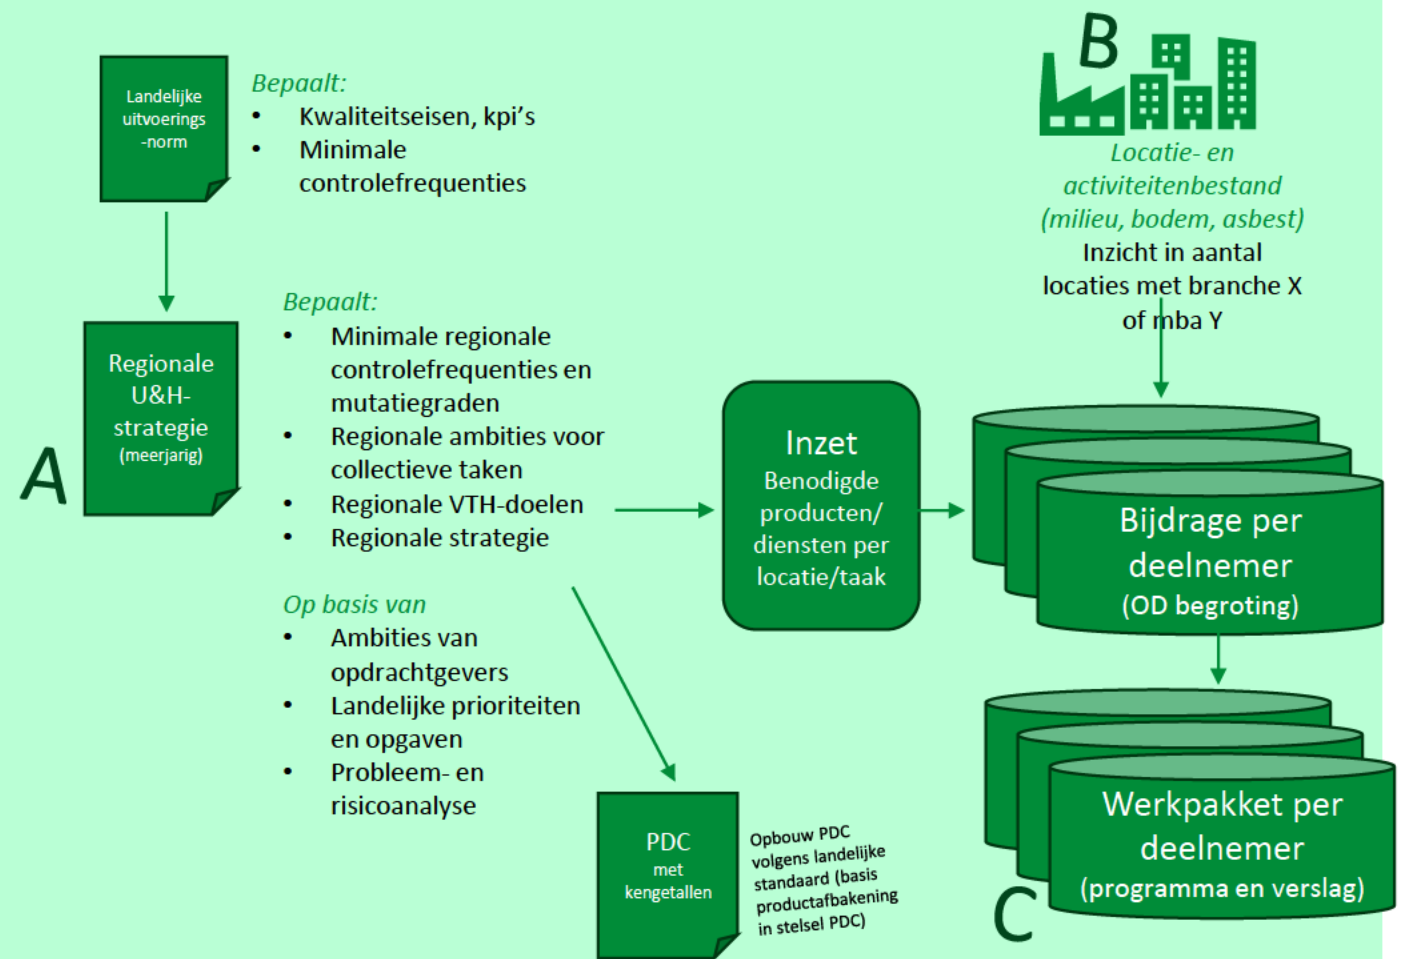 Landelijke
uitvoerings
-norm
Bepaalt:
• Kwaliteitseisen, kpi's
• Minimale
controlefrequenties
B
Locatie- en
activiteitenbestand
(milieu, bodem, asbest)
Inzicht in aantal
locaties met branche X
of mba Y
A
Regionale
U&H-
strategie
(meerjarig)
Bepaalt:
• Minimale regionale
controlefrequenties en
mutatiegraden
• Regionale ambities voor
collectieve taken
• Regionale VTH-doelen
• Regionale strategie
Op basis van
• Ambities van
opdrachtgevers
• Landelijke prioriteiten
en opgaven
• Probleem- en
risicoanalyse
Inzet
Benodigde
producten/
diensten per
locatie/taak
Bijdrage per
deelnemer
(OD begroting)
PDC
met
kengetallen
Opbouw PDC
volgens landelijke
standaard (basis
productafbakening
in stelsel PDC)
Werkpakket per
deelnemer
(programma en verslag)
C